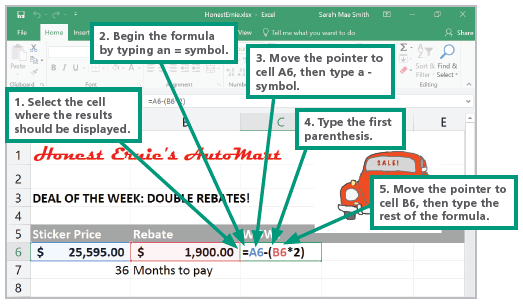 HonestErnie.xlsx - Excel
Sarah Mae Smith
File
Home
Insert
View
Tell me what you want to do
Share
2. Begin the formula
by typing an = symbol.
3. Move the pointer to
cell A6, then type a -
symbol.
Paste
B I U
Sort & Find &
Filter Select
Clipboard
Alignment
Editing
1. Select the cell
where the results
should be displayed.
=A6-(B6*2)
4. Type the first
parenthesis.
B
C
E
1 Honest Ernie's AutoMart
SALE!
2
5. Move the pointer to
cell B6, then type the
rest of the formula.
3 DEAL OF THE WEEK: DOUBLE REBATES!
4
5 Sticker Price Rebate
6 $ 25,595.00 $ 1,900.00 =A6-(B6*2)
7 36 Months to pay
8